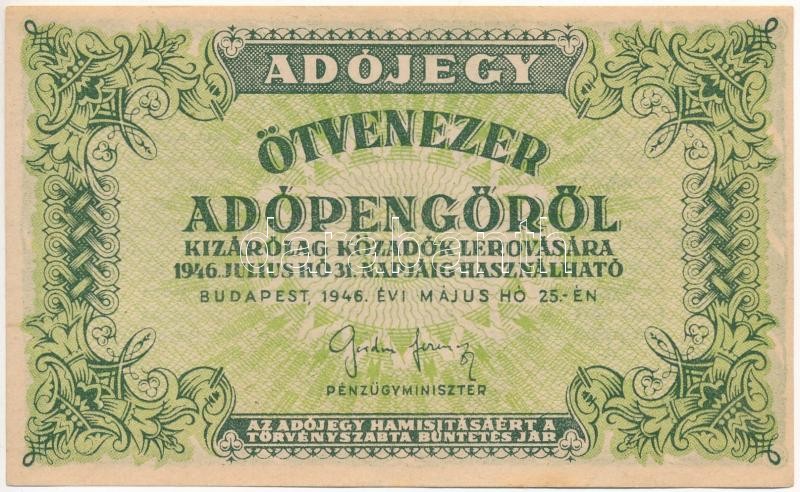 ADÓJEGY
ÖTVENEZER
ADÓPENGŐRŐL
KIZÁRÓLAG KÖZADÓK LEROVÁSÁRA
1946. JULIUS HÓ 31. NAPJÁIG HASZNÁLHATÓ
BUDAPEST, 1946. ÉVI MÁJUS HÓ 25.-ÉN
Ferenc
PÉNZÜGYMINISZTER
AZ ADÓJEGY HAMISITÁSÁÉRT A
TÖRVÉNYSZABTA BÜNTETÉS JÁR